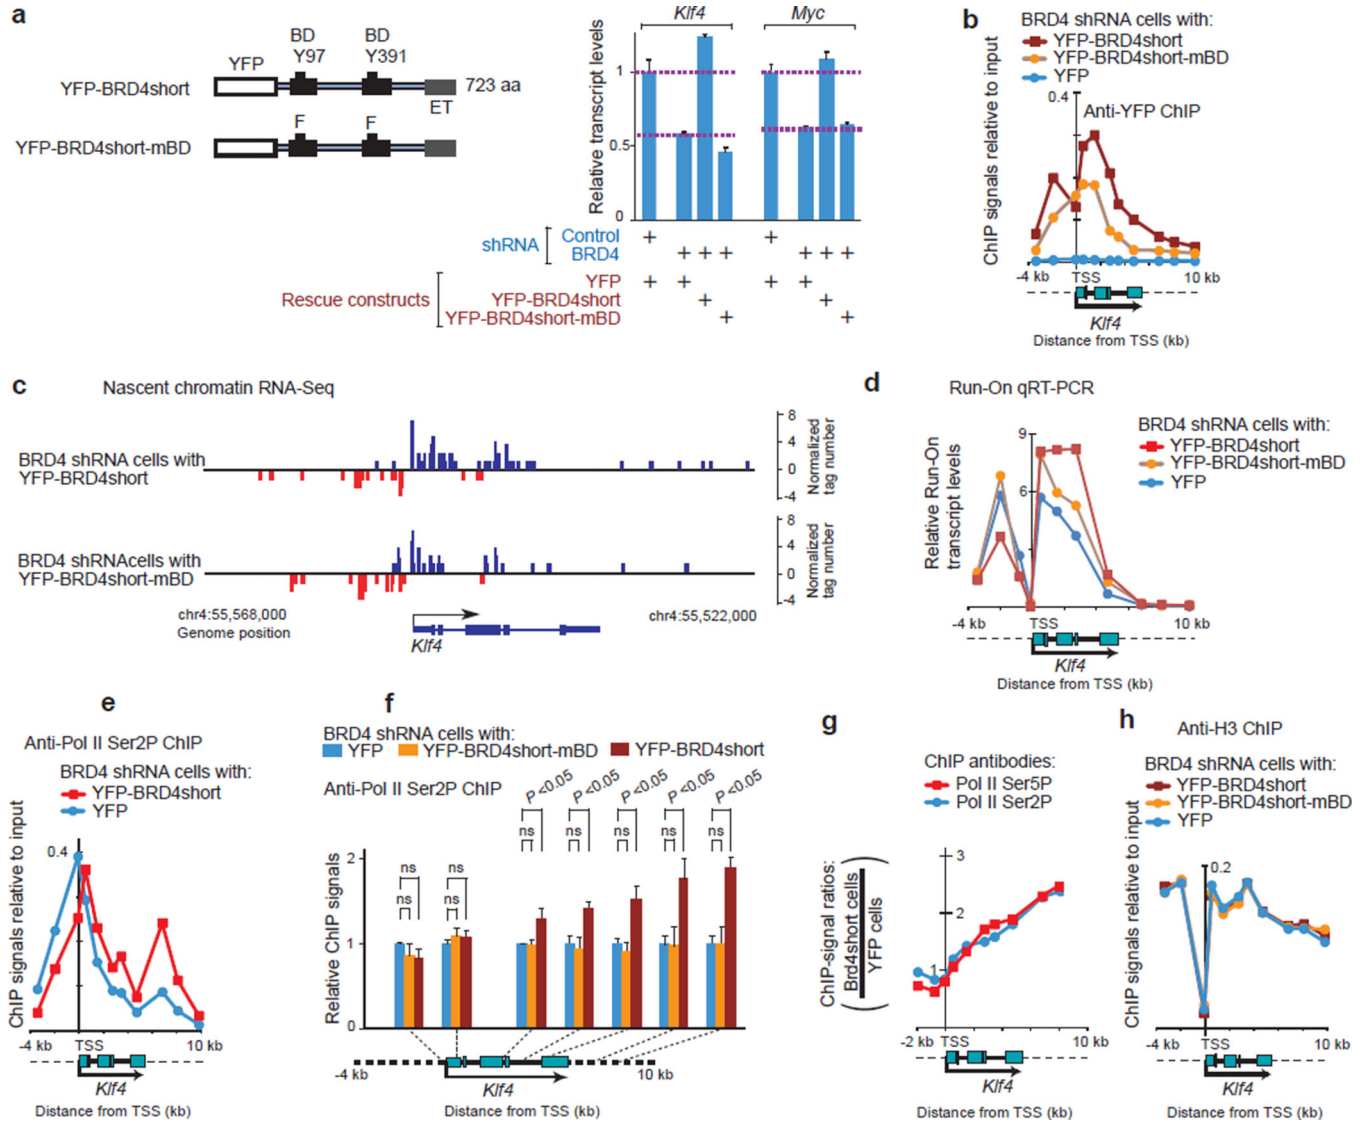 a
YFP
BD
Y97
BD
Y391
YFP-BRD4short
723 aa
ET
F
F
YFP-BRD4short-mBD
Klf4
Myc
Relative transcript levels
1
0.5
0
shRNA
Control
+
+
BRD4
+ + +
+ + +
Rescue constructs
YFP
+ +
+ +
YFP-BRD4short
+
+
YFP-BRD4short-mBD
+
+
b
BRD4 shRNA cells with:
YFP-BRD4short
YFP-BRD4short-mBD
YFP
0.4
Anti-YFP ChIP
ChIP signals relative to input
-4 kb
TSS
10 kb
Klf4
Distance from TSS (kb)
c
Nascent chromatin RNA-Seq
BRD4 shRNA cells with
YFP-BRD4short
8
4
0
-4
Normalized
tag number
BRD4 shRNAcells with
YFP-BRD4short-mBD
8
4
0
-4
Normalized
tag number
chr4:55,568,000
Genome position
chr4:55,522,000
Klf4
d
Run-On qRT-PCR
BRD4 shRNA cells with:
YFP-BRD4short
YFP-BRD4short-mBD
YFP
Relative Run-On
transcript levels
9
6
-4 kb
TSS
10 kb
Klf4
Distance from TSS (kb)
e
Anti-Pol II Ser2P ChIP
BRD4 shRNA cells with:
YFP-BRD4short
YFP
ChIP signals relative to input
0.4
-4 kb
TSS
10 kb
Klf4
Distance from TSS (kb)
f
BRD4 shRNA cells with:
YFP
YFP-BRD4short-mBD
YFP-BRD4short
Anti-Pol II Ser2P ChIP
P <0.05
P <0.05
P <0.05
P <0.05
P <0.05
ns
ns
ns
ns
ns
ns
ns
ns
ns
Relative ChIP signals
2
1
0
-4 kb
10 kb
Klf4
Distance from TSS (kb)
g
ChIP antibodies:
Pol II Ser5P
Pol II Ser2P
ChIP-signal ratios:
Brd4short cells
YFP cells
3
2
1
-2 kb
TSS
10 kb
Klf4
Distance from TSS (kb)
h
Anti-H3 ChIP
BRD4 shRNA cells with:
YFP-BRD4short
YFP-BRD4short-mBD
YFP
ChIP signals relative to input
0.2
-4 kb
TSS
10 kb
Klf4
Distance from TSS (kb)